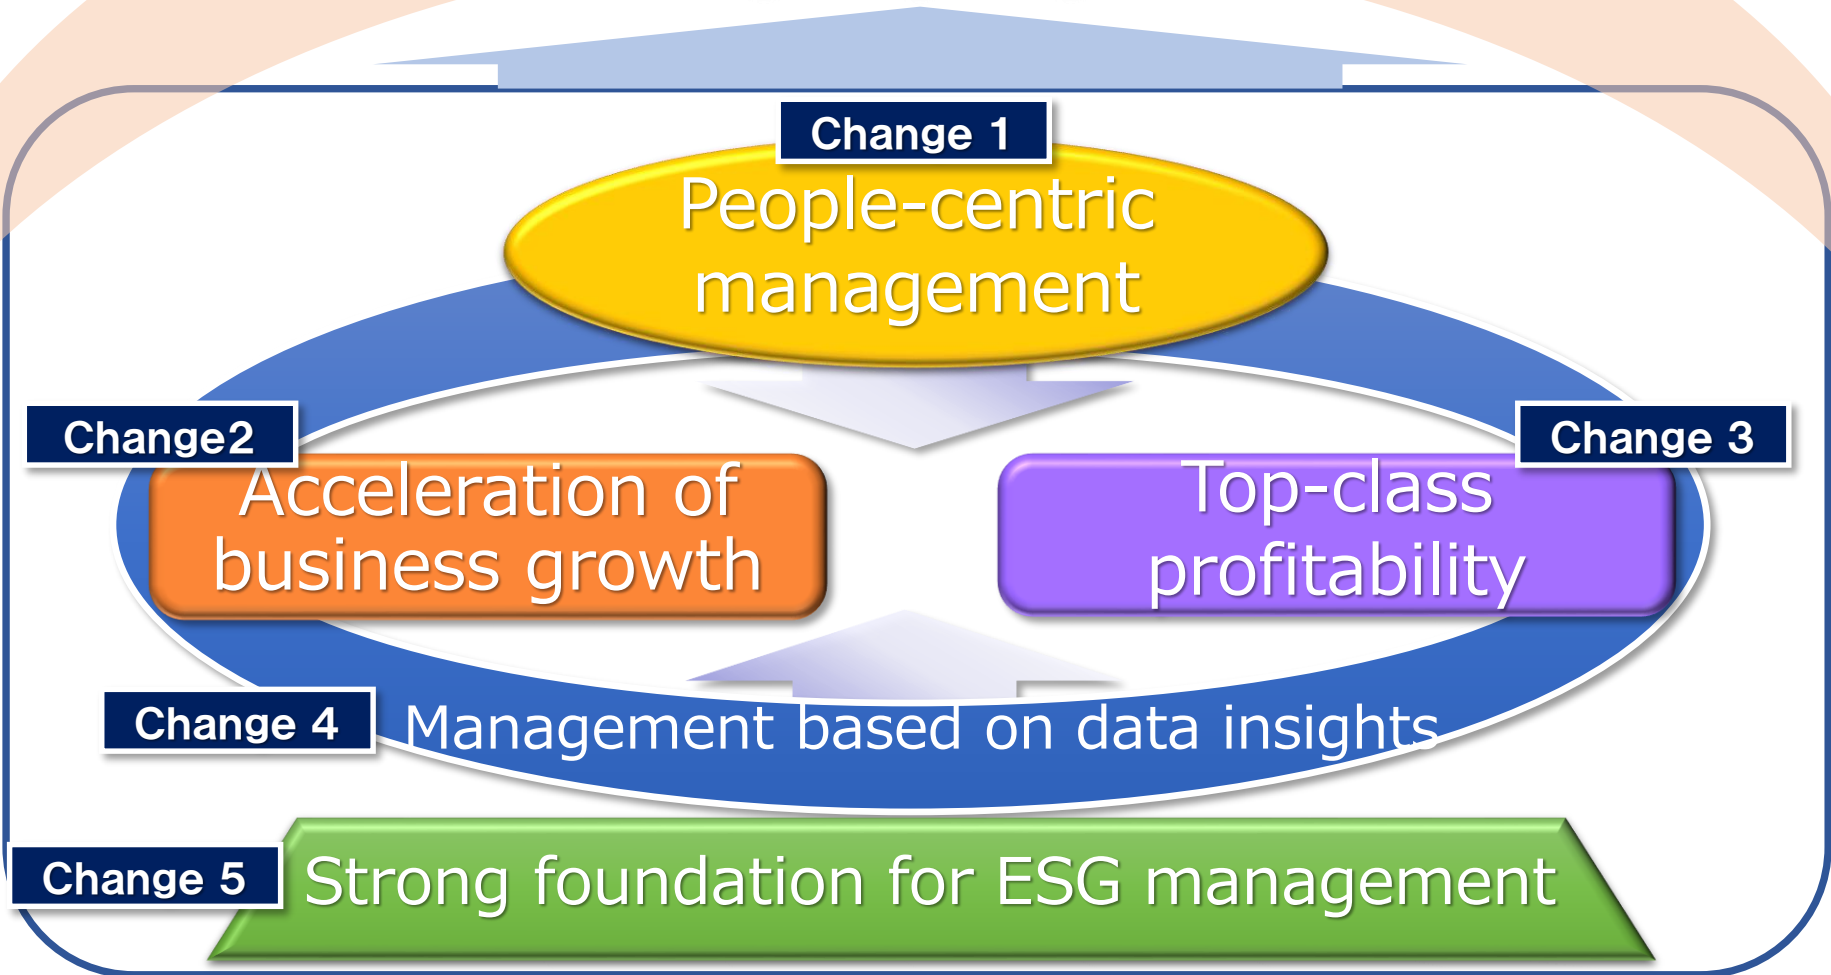 Change 1
People-centric
management
Change2
Acceleration of
business growth
Change 3
Top-class
profitability
Change 4
Management based on data insights
Change 5
Strong foundation for ESG management